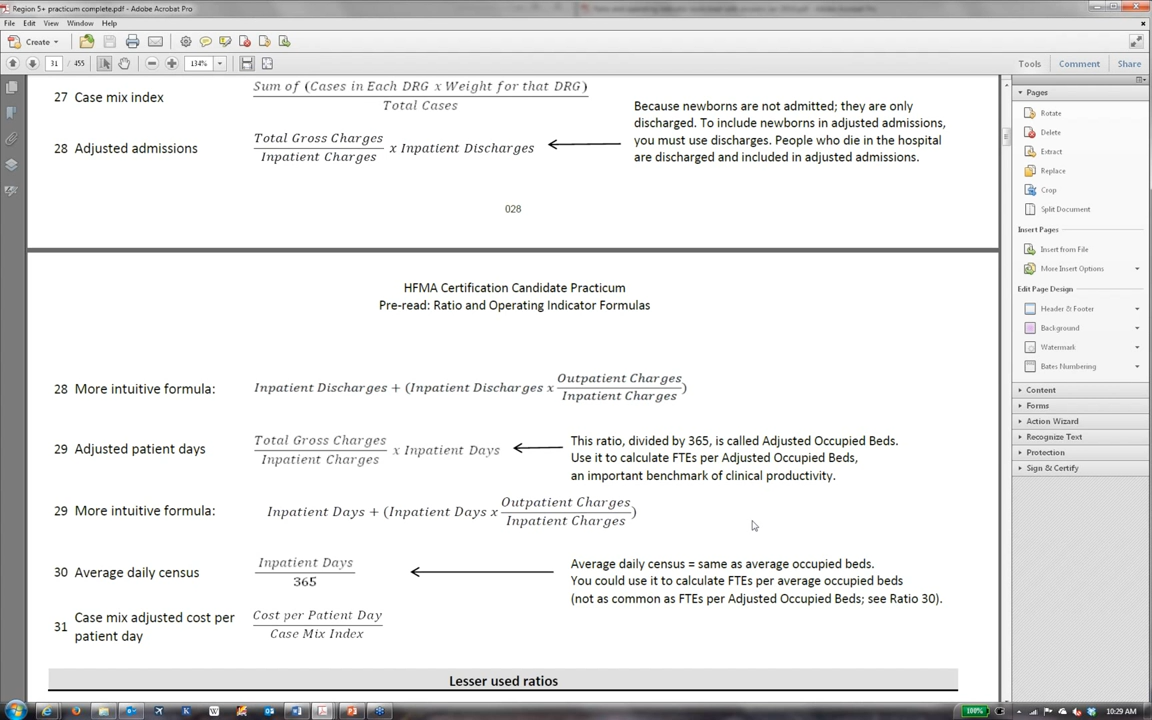 Region 5+ practicum complete.pdf - Adobe Acrobat Pro
File Edit View Window Help
Create
31 / 455 134% Tools Comment Share
27 Case mix index
Sum of (Cases in Each DRG x Weight for that DRG)
Total Cases
28 Adjusted admissions
Total Gross Charges
Inpatient Charges
x Inpatient Discharges
Because newborns are not admitted; they are only
discharged. To include newborns in adjusted admissions,
you must use discharges. People who die in the hospital
are discharged and included in adjusted admissions.
028
HFMA Certification Candidate Practicum
Pre-read: Ratio and Operating Indicator Formulas
28 More intuitive formula:
Inpatient Discharges + (Inpatient Discharges x
Outpatient Charges
Inpatient Charges
)
29 Adjusted patient days
Total Gross Charges
Inpatient Charges
x Inpatient Days
This ratio, divided by 365, is called Adjusted Occupied Beds.
Use it to calculate FTEs per Adjusted Occupied Beds,
an important benchmark of clinical productivity.
29 More intuitive formula:
Inpatient Days + (Inpatient Days x
Outpatient Charges
Inpatient Charges
)
30 Average daily census
Inpatient Days
365
Average daily census = same as average occupied beds.
You could use it to calculate FTEs per average occupied beds
(not as common as FTEs per Adjusted Occupied Beds; see Ratio 30).
31 Case mix adjusted cost per
patient day
Cost per Patient Day
Case Mix Index
Lesser used ratios
Pages
Rotate
Delete
Extract
Replace
Crop
Split Document
Insert Pages
Insert from File
More Insert Options
Edit Page Design
Header & Footer
Background
Watermark
Bates Numbering
Content
Forms
Action Wizard
Recognize Text
Protection
Sign & Certify
100%
10:29 AM